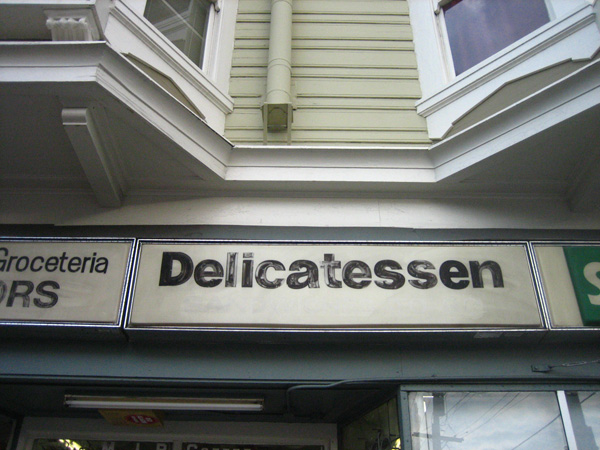 Groceteria
ORS
Delicatessen
S